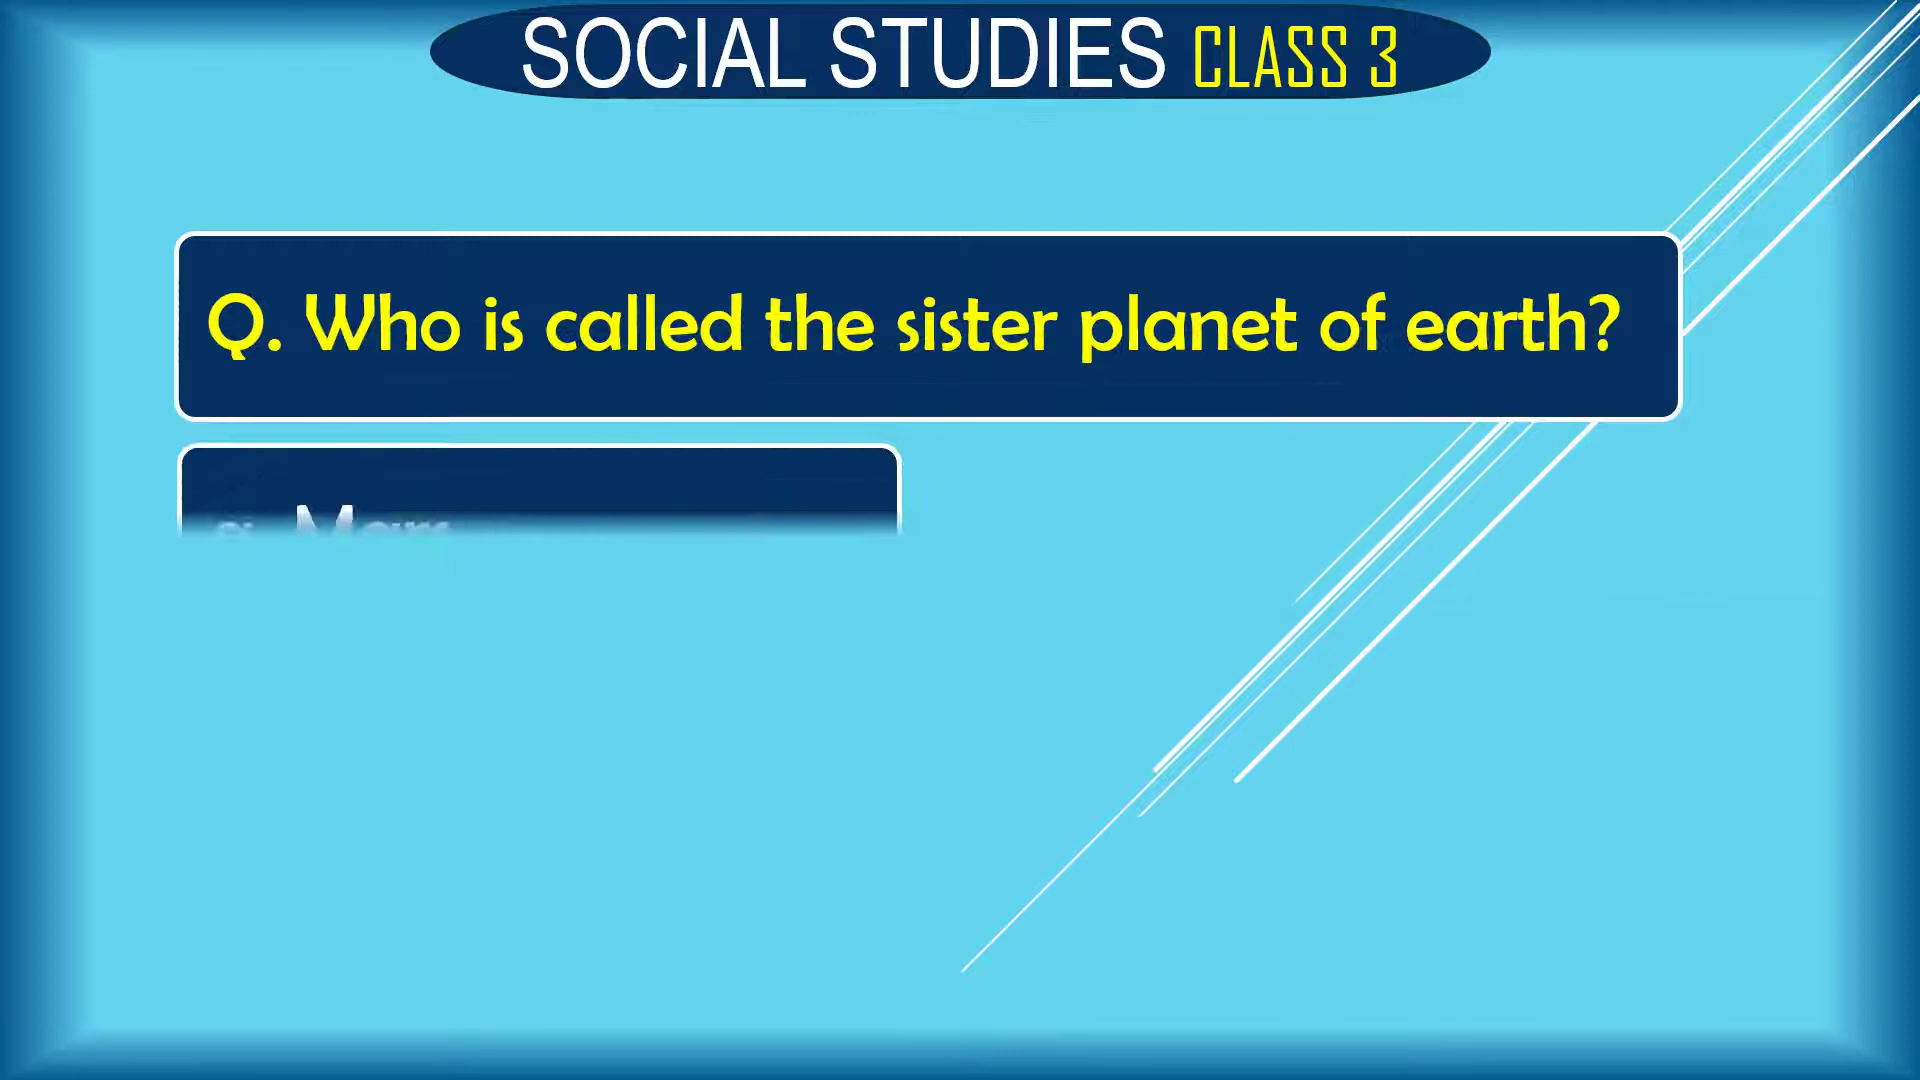 SOCIAL STUDIES CLASS 3
Q. Who is called the sister planet of earth?